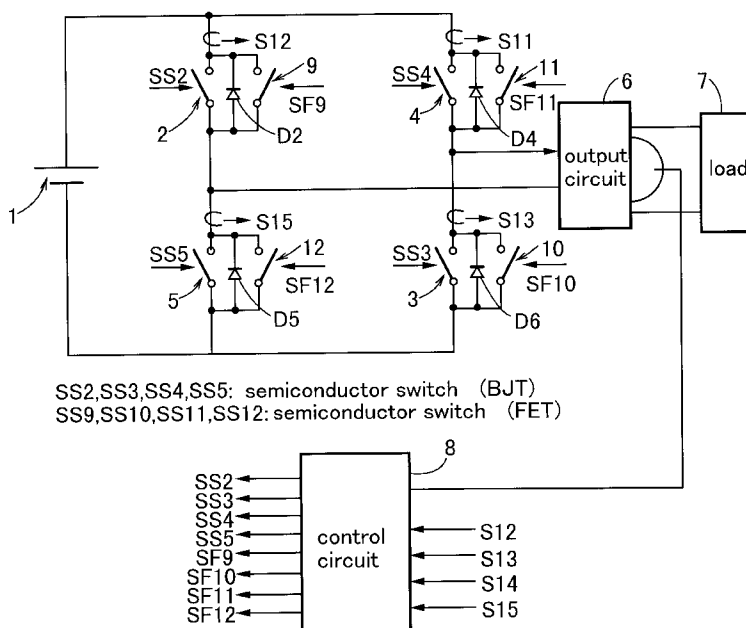 S12
S11
SS2
9
SS4
11
6
7
SF9
SF11
2
D2
4
D4
output
circuit
load
1
S15
S13
SS5
12
SS3
10
SF12
SF10
5
D5
3
D6
SS2,SS3,SS4,SS5: semiconductor switch (BJT)
SS9,SS10,SS11,SS12: semiconductor switch (FET)
8
SS2
SS3
SS4
SS5
SF9
SF10
SF11
SF12
control
circuit
S12
S13
S14
S15